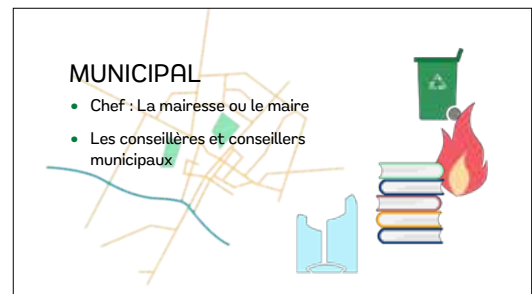 MUNICIPAL
• Chef : La mairesse ou le maire
• Les conseillères et conseillers
municipaux